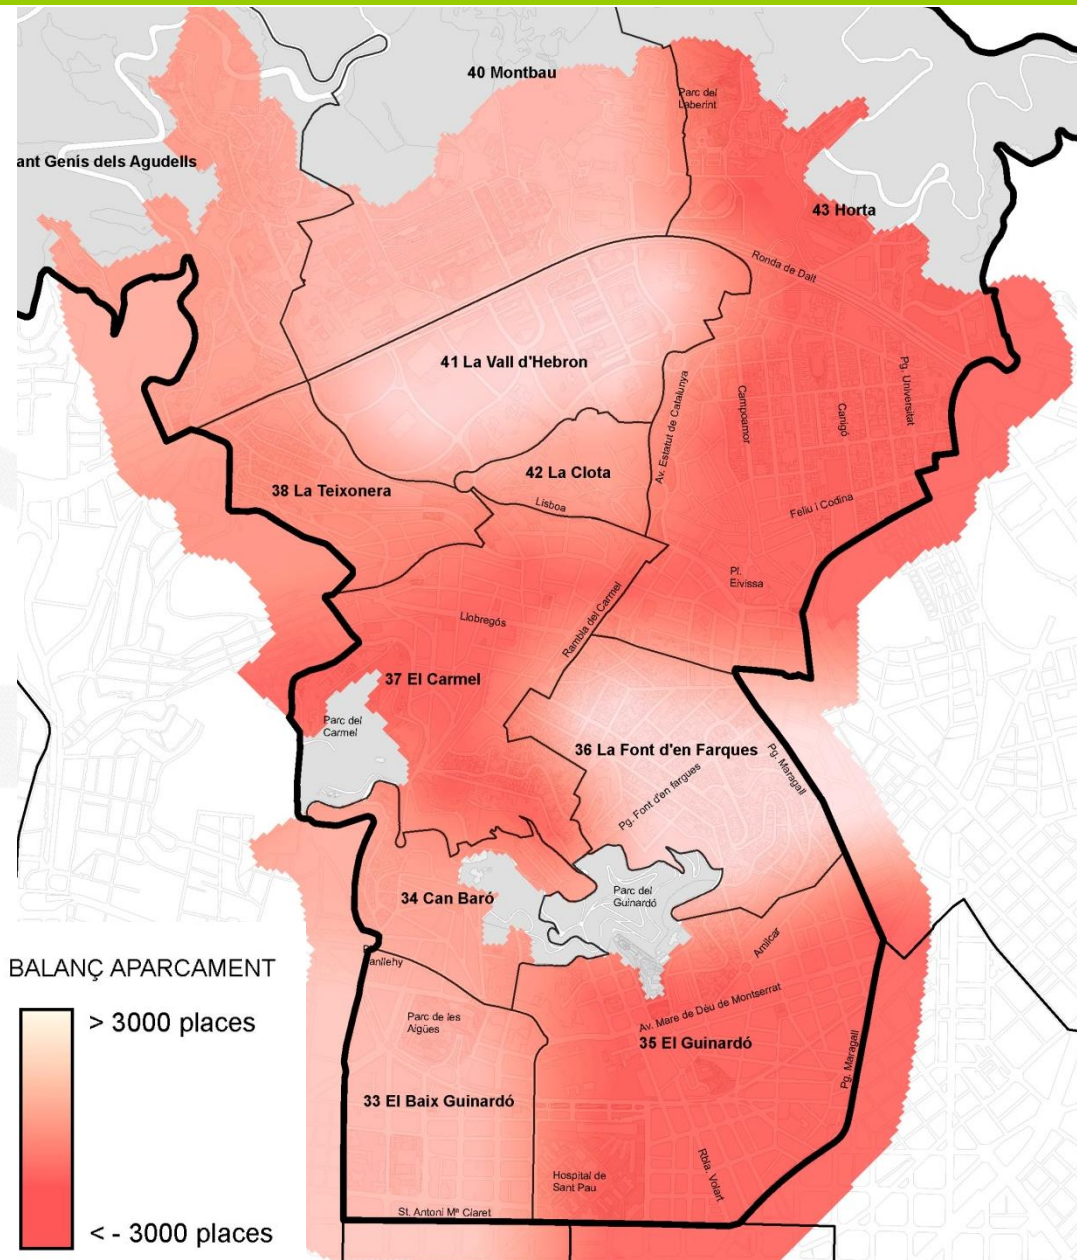 40 Montbau
Parc del
Laberint
ant Genís dels Agudells
43 Horta
Ronda de Dalt
41 La Vall d'Hebron
Pg. Universitat
Av. Estatut de Catalunya
Campoamor
Canigó
42 La Clota
38 La Teixonera
Lisboa
Feliu i Codina
Pl.
Eivissa
Llobregós
Rambla del Carmel
37 El Carmel
Parc del
Carmel
36 La Font d'en Farques
Pg. Maragall
Pg. Font d'en fargues
Parc del
Guinardó
34 Can Baró
Amilcar
anllehy
BALANÇ APARCAMENT
Av. Mare de Déu de Montserrat
> 3000 places
Parc de les
Aigües
35 El Guinardó
Pg. Maragall
33 El Baix Guinardó
Hospital de
Sant Pau
Rbla. Volart
St. Antoni Mª Claret
< - 3000 places